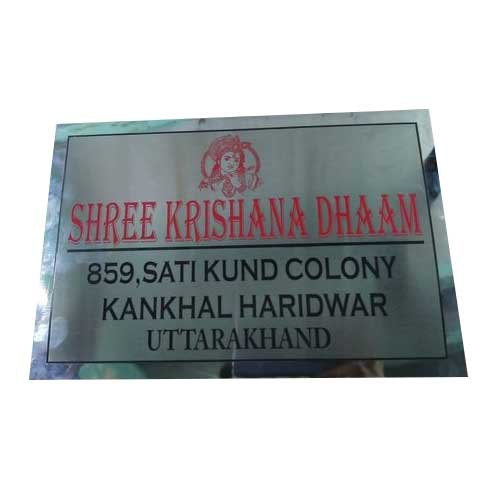 SHREE KRISHANA DHAAM
859,SATI KUND COLONY
KANKHAL HARIDWAR
UTTARAKHAND